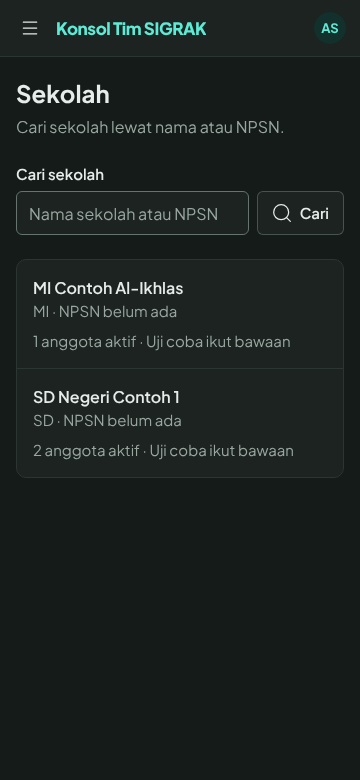 Konsol Tim SIGRAK
AS
Sekolah
Cari sekolah lewat nama atau NPSN.
Cari sekolah
Nama sekolah atau NPSN
Cari
MI Contoh Al-Ikhlas
MI · NPSN belum ada
1 anggota aktif · Uji coba ikut bawaan
SD Negeri Contoh 1
SD · NPSN belum ada
2 anggota aktif · Uji coba ikut bawaan